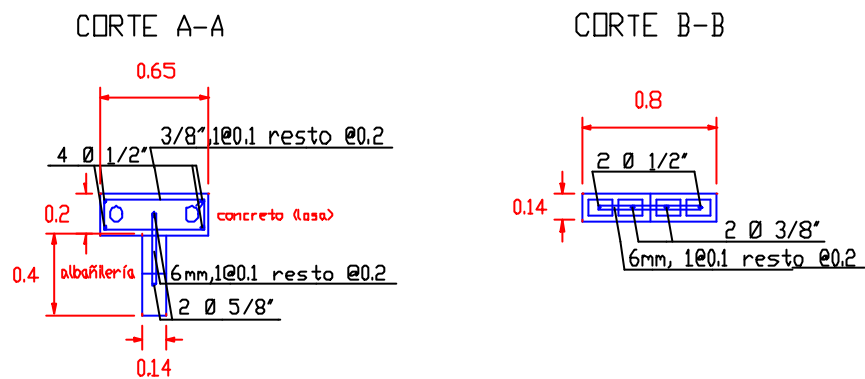 CORTE A-A
0.65
3/8",1@0.1 resto @0.2
4 Ø 1/2"
0.2
concreto (losa)
0.4
albañilería
6mm,1@0.1 resto @0.2
2 Ø 5/8"
0.14
CORTE B-B
0.8
2 Ø 1/2"
0.14
2 Ø 3/8"
6mm, 1@0.1 resto @0.2